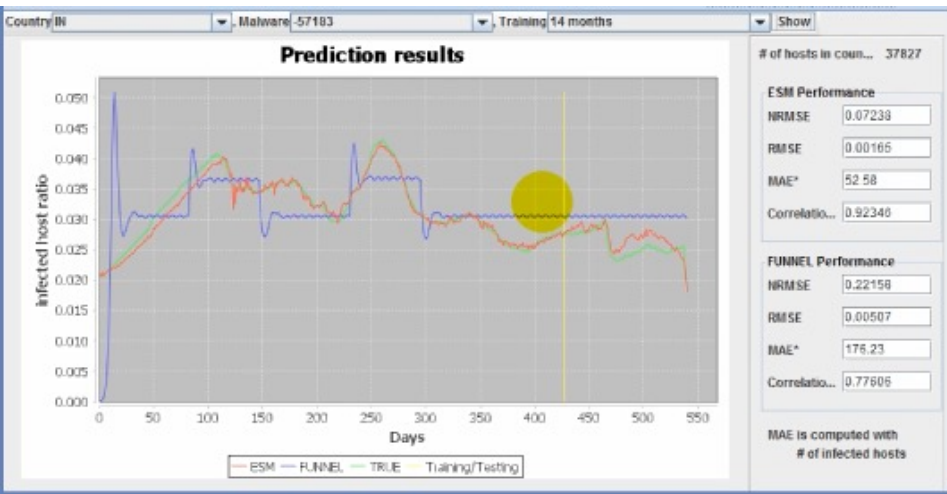 Country IN , Malware -57183 , Training 14 months Show
Prediction results
# of hosts in coun... 37827
ESM Performance
NRMSE 0.07238
RMSE 0.00165
MAE* 52.58
Correlatio... 0.92346
FUNNEL Performance
NRMSE 0.22158
RMSE 0.00507
MAE* 176.23
Correlatio... 0.77606
MAE is computed with
# of infected hosts
infected host ratio
0.050
0.045
0.040
0.035
0.030
0.025
0.020
0.015
0.010
0.005
0.000
0 50 100 150 200 250 300 350 400 450 500 550
Days
ESM FUNNEL TRUE Training/Testing